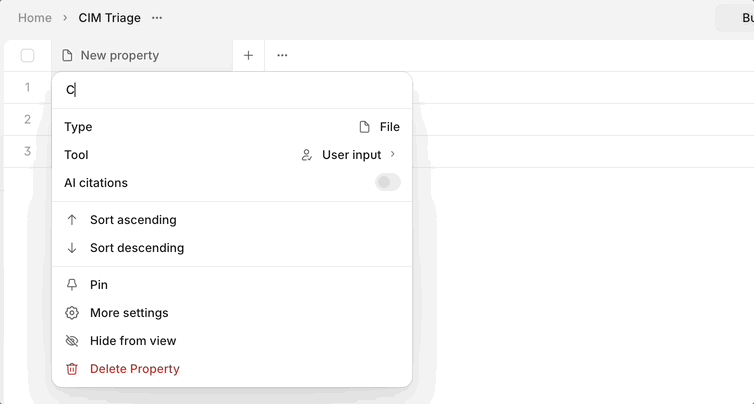 Home > CIM Triage ···
Bu
New property + ···
1
C
2
Type File
Tool User input >
3
AI citations
Sort ascending
Sort descending
Pin
More settings
Hide from view
Delete Property